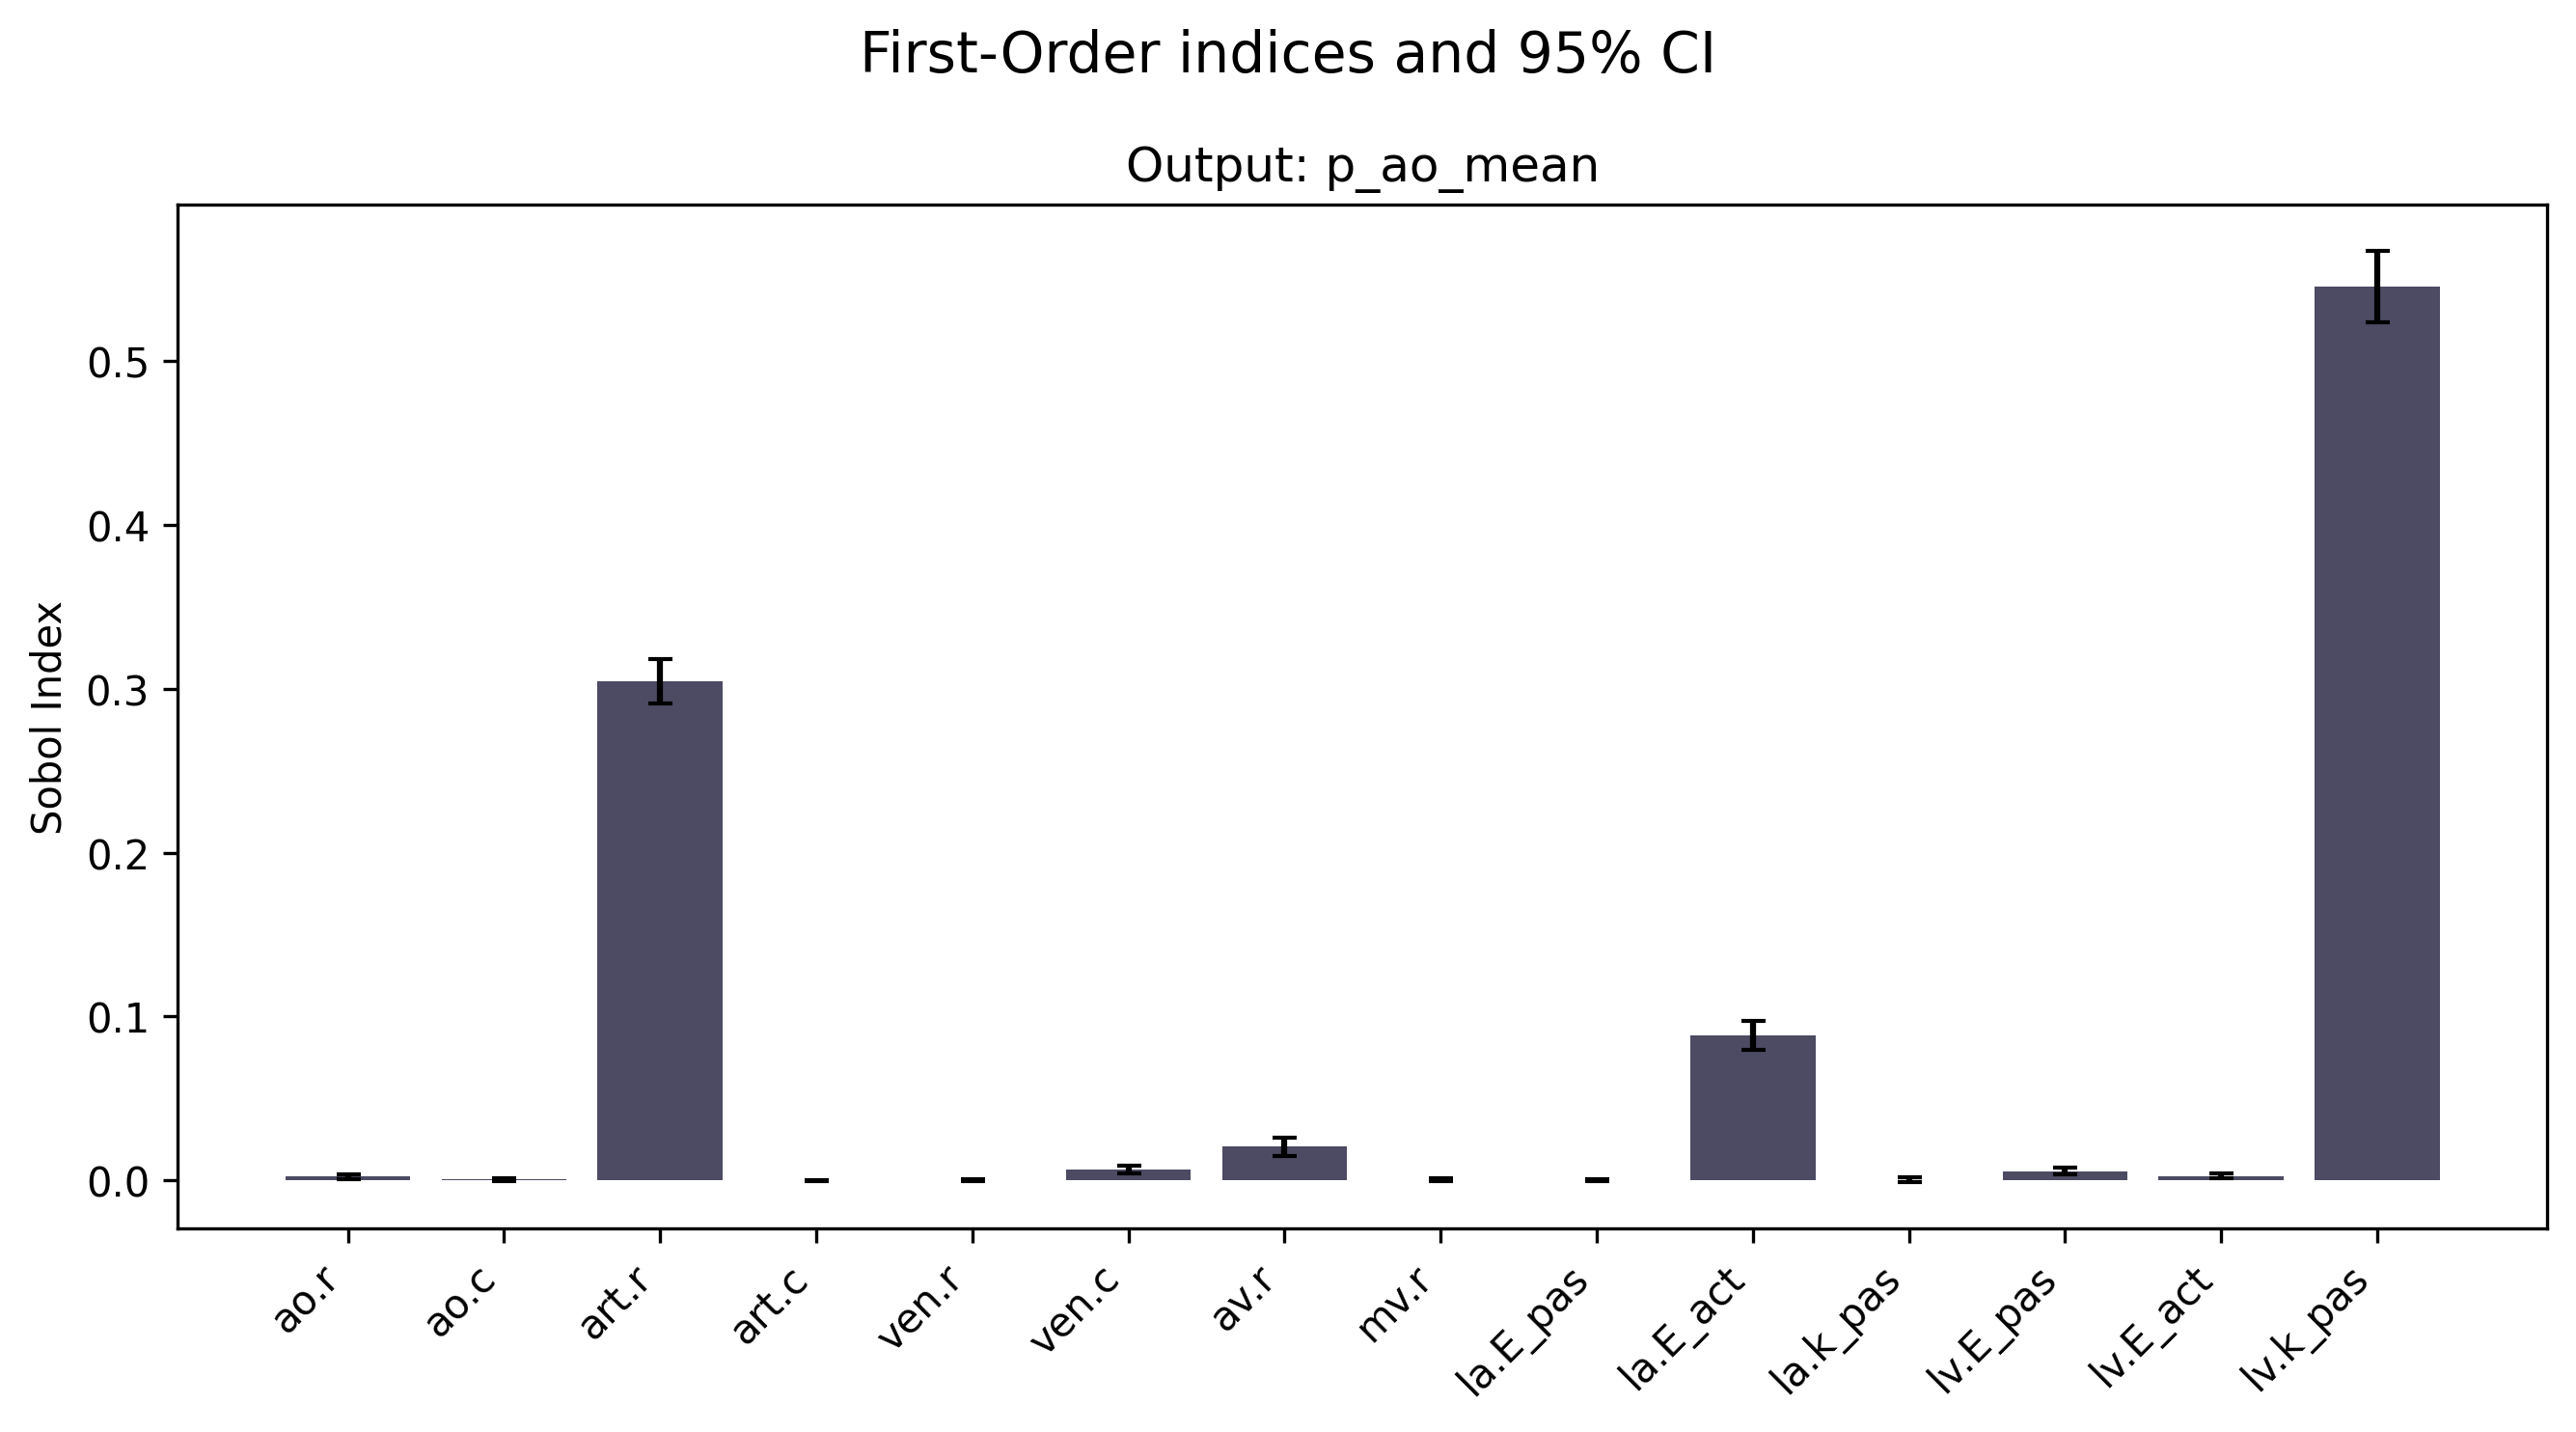 First-Order indices and 95% CI
Output: p_ao_mean
Sobol Index
0.5
0.4
0.3
0.2
0.1
0.0
ao.r
ao.c
art.r
art.c
ven.r
ven.c
av.r
mv.r
la.E_pas
la.E_act
la.k_pas
lv.E_pas
lv.E_act
lv.k_pas